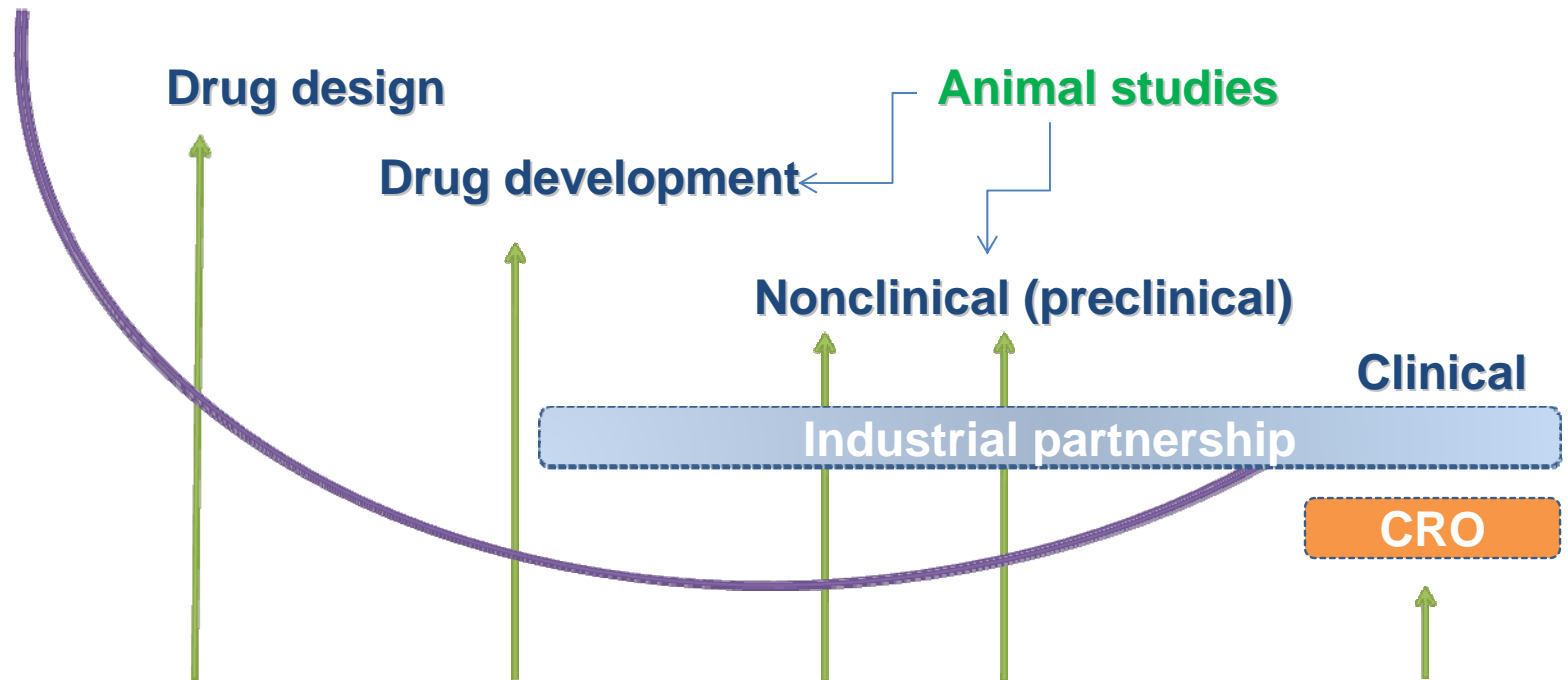 Drug design
Animal studies
Drug development
Nonclinical (preclinical)
Clinical
Industrial partnership
CRO